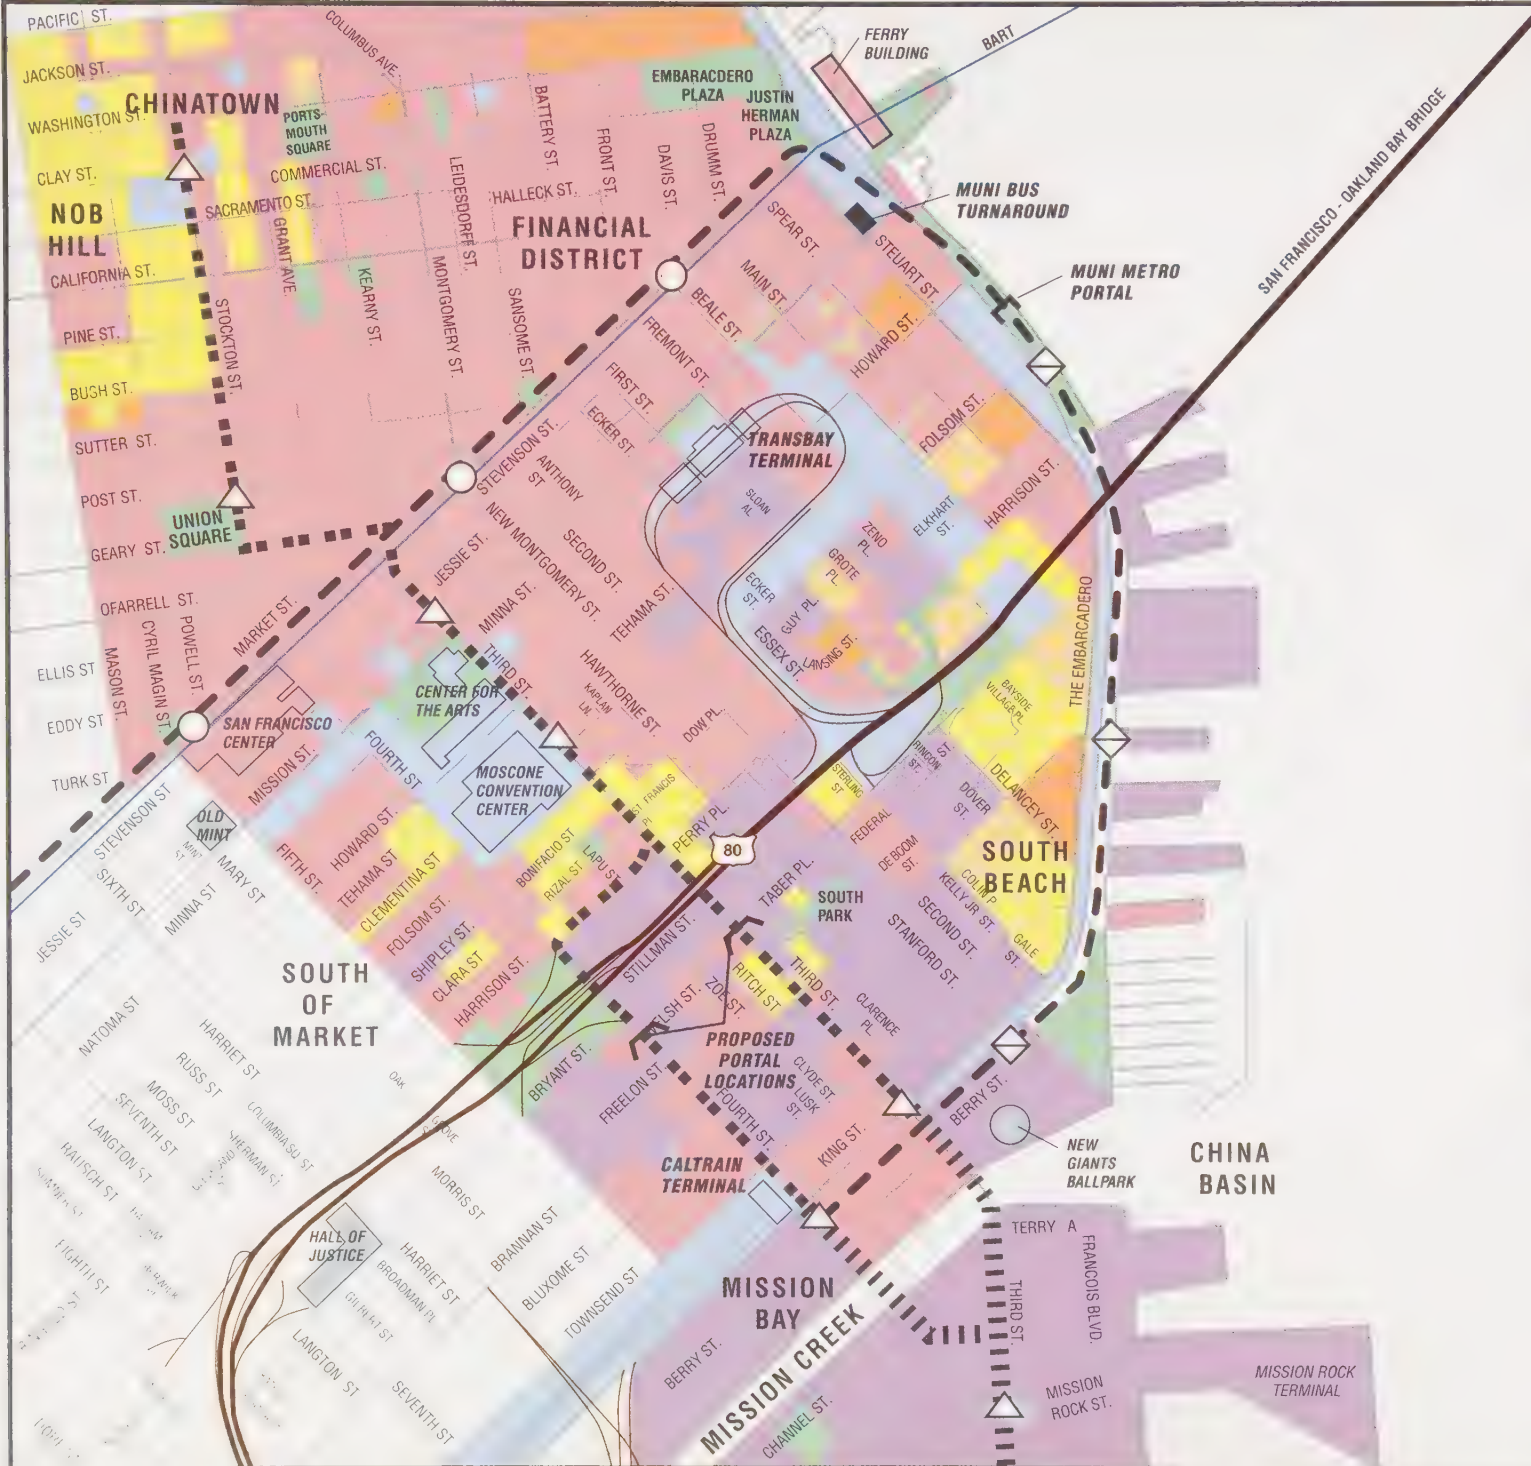 PACIFIC ST.
COLUMBUS AVE.
FERRY
BUILDING
BART
JACKSON ST.
CHINATOWN
EMBARACDERO
PLAZA
JUSTIN
HERMAN
PLAZA
WASHINGTON ST.
PORTS-
MOUTH
SQUARE
BATTERY ST.
FRONT ST.
DAVIS ST.
DRUMM ST.
SAN FRANCISCO - OAKLAND BAY BRIDGE
CLAY ST.
COMMERCIAL ST.
LEIDESDORFF ST.
HALLECK ST.
MUNI BUS
TURNAROUND
NOB
HILL
SACRAMENTO ST.
GRANT AVE.
FINANCIAL
DISTRICT
SPEAR ST.
STEUART ST.
CALIFORNIA ST.
KEARNY ST.
MONTGOMERY ST.
SANSOME ST.
MAIN ST.
BEALE ST.
MUNI METRO
PORTAL
PINE ST.
STOCKTON ST.
FREMONT ST.
HOWARD ST.
BUSH ST.
FIRST ST.
ECKER ST.
FOLSOM ST.
SUTTER ST.
STEVENSON ST.
TRANSBAY
TERMINAL
HARRISON ST.
POST ST.
UNION
SQUARE
ANTHONY
ST
SLOAN
AL
ELKHART
ST.
GEARY ST.
JESSIE ST.
NEW MONTGOMERY ST.
SECOND ST.
ZENO
PL.
GROTE
PL.
OFARRELL ST.
MARKET ST.
MINNA ST.
TEHAMA ST.
ECKER
ST.
GUY PL.
LANSING ST.
ESSEX ST.
THE EMBARCADERO
ELLIS ST
MASON ST.
CYRIL MAGIN ST.
POWELL ST.
THIRD ST.
CENTER FOR
THE ARTS
HAWTHORNE ST.
KAPLAN
LN.
DOW PL.
BAYSIDE
VILLAGE PL.
EDDY ST
SAN FRANCISCO
CENTER
FOURTH ST
MISSION ST.
MOSCONE
CONVENTION
CENTER
RINCON
ST.
ST.
TURK ST
STEVENSON ST
OLD
MINT
MINT
ST
ST FRANCIS
PL
PERRY PL.
STERLING
ST
DOVER
ST.
DELANCEY ST.
HOWARD ST.
FIFTH ST.
TEHAMA ST
BONIFACIO ST
LAPU ST.
RIZAL ST
80
FEDERAL
DE BOOM
ST.
SOUTH
BEACH
SIXTH ST
MARY ST
MINNA ST
CLEMENTINA ST
FOLSOM ST.
TABER PL.
SOUTH
PARK
COLIN P
KELLY JR ST.
SECOND ST.
STANFORD ST.
GALE
ST.
JESSIE ST
SHIPLEY ST.
CLARA ST
HARRISON ST.
STILLMAN ST.
SOUTH
OF
MARKET
RITCH ST
THIRD ST.
ZOE ST.
WELSH ST.
CLARENCE
PL
NATOMA ST
HARRIET ST
RUSS ST
MOSS ST
SEVENTH ST
LANGTON ST
RAUSCH ST
OAK
GROVE
COLUMBIA SQ ST
SHERMAN ST
BRYANT ST.
PROPOSED
PORTAL
LOCATIONS
FREELON ST
CLYDE ST.
LUSK
ST.
FOURTH ST.
BERRY ST.
KING ST.
CALTRAIN
TERMINAL
NEW
GIANTS
BALLPARK
CHINA
BASIN
MORRIS ST
HALL OF
JUSTICE
HARRIET ST
BROADMAN PL
BRANNAN ST
BLUXOME ST
TOWNSEND ST
TERRY A
FRANCOIS BLVD.
EIGHTH ST
GILBERT ST
LANGTON ST
SEVENTH ST
MISSION
BAY
MISSION CREEK
BERRY ST.
CHANNEL ST.
THIRD ST.
MISSION
ROCK ST.
MISSION ROCK
TERMINAL